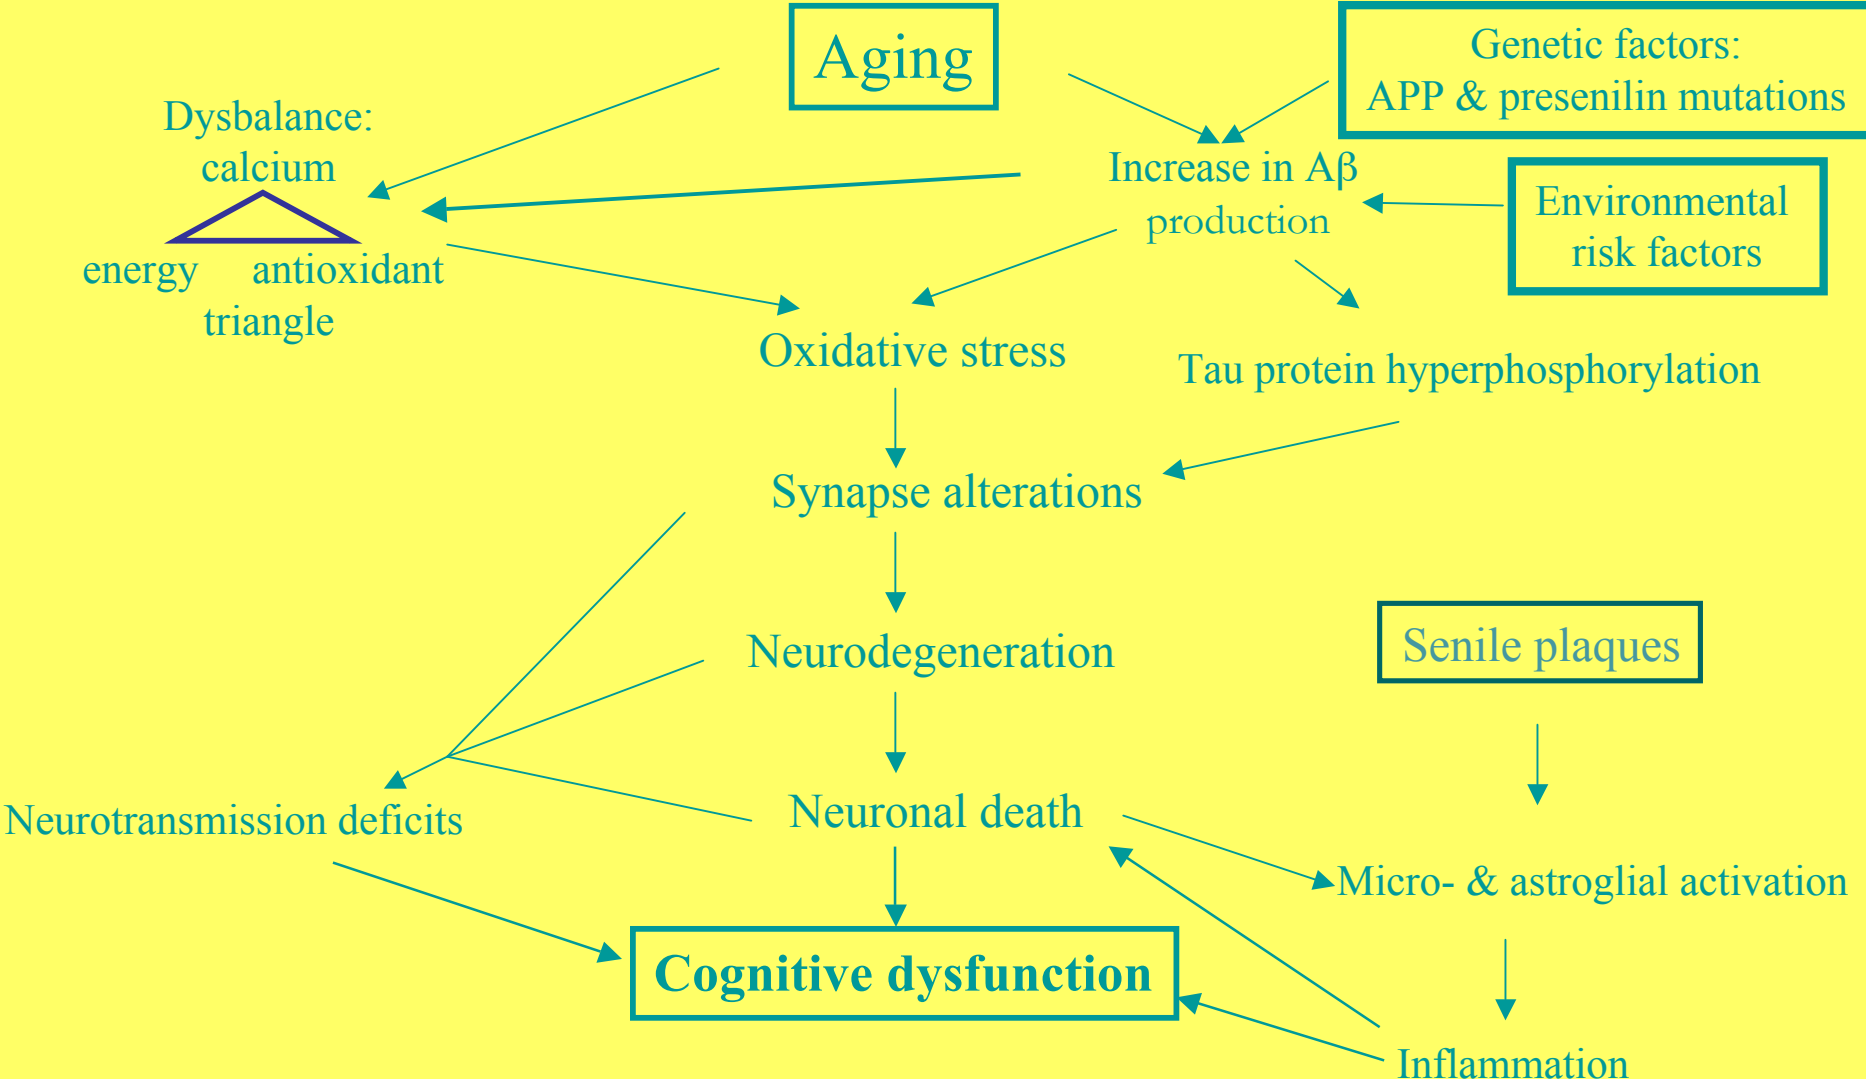 Aging
Genetic factors:
APP & presenilin mutations
Dysbalance:
calcium
energy antioxidant
triangle
Increase in Aβ
production
Environmental
risk factors
Oxidative stress
Tau protein hyperphosphorylation
Synapse alterations
Neurodegeneration
Senile plaques
Neurotransmission deficits
Neuronal death
Micro- & astroglial activation
Cognitive dysfunction
Inflammation